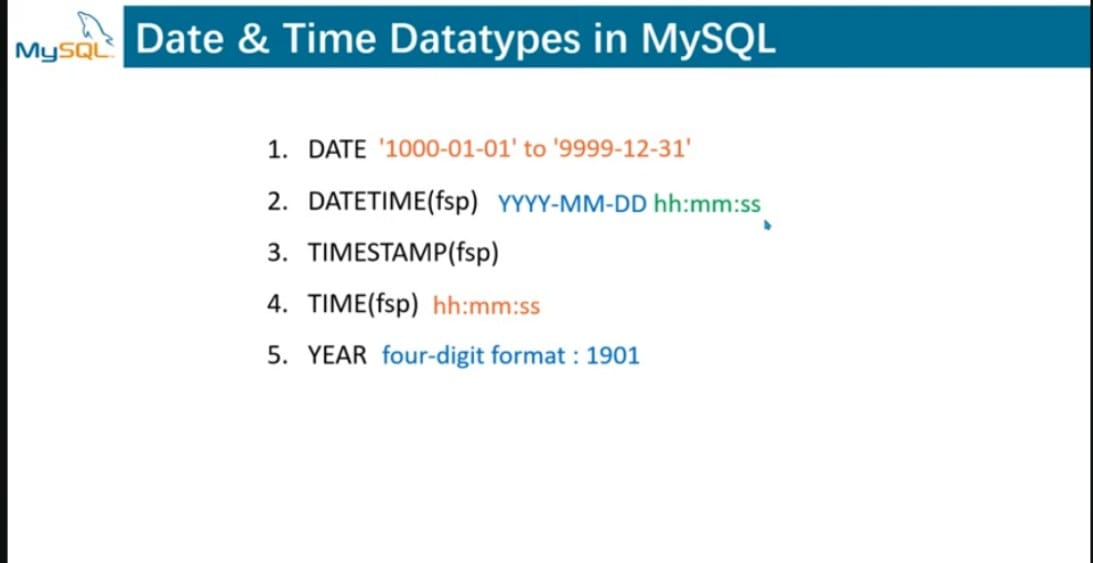 MySQL
Date & Time Datatypes in MySQL
1. DATE '1000-01-01' to '9999-12-31'
2. DATETIME(fsp) YYYY-MM-DD hh:mm:ss
3. TIMESTAMP(fsp)
4. TIME(fsp) hh:mm:ss
5. YEAR four-digit format : 1901